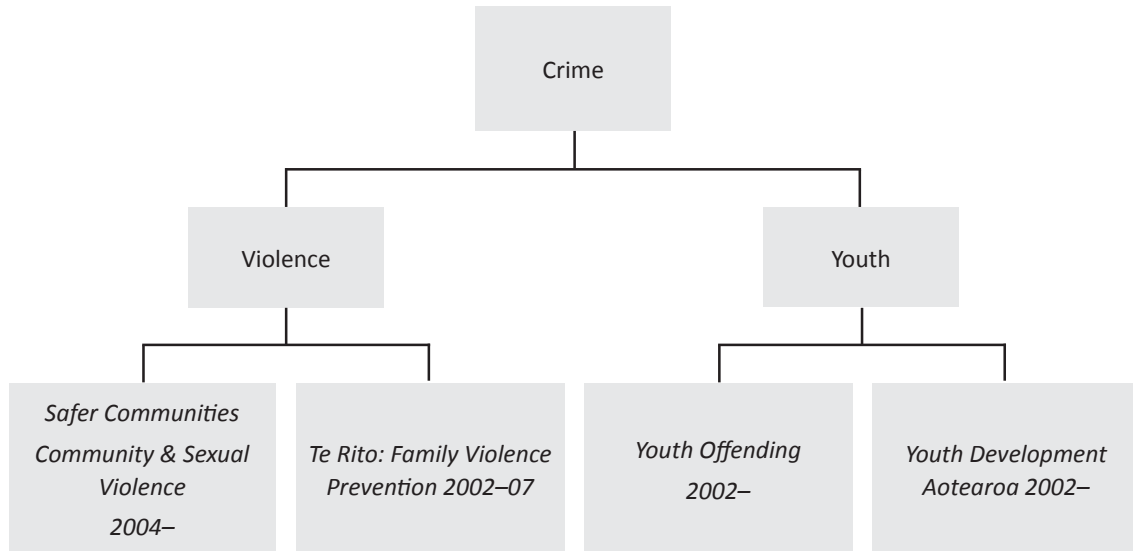 Crime
Violence
Youth
Safer Communities
Community & Sexual
Violence
2004–
Te Rito: Family Violence
Prevention 2002–07
Youth Offending
2002–
Youth Development
Aotearoa 2002–